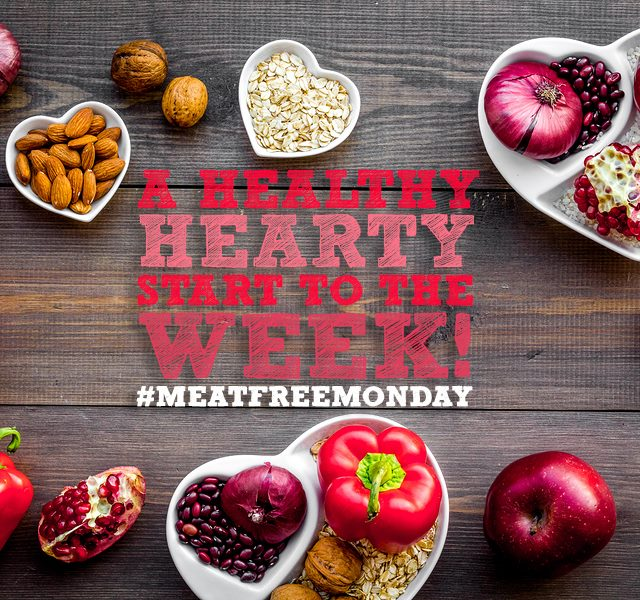 A HEALTHY
HEARTY
START TO THE
WEEK!
#MEATFREEMONDAY